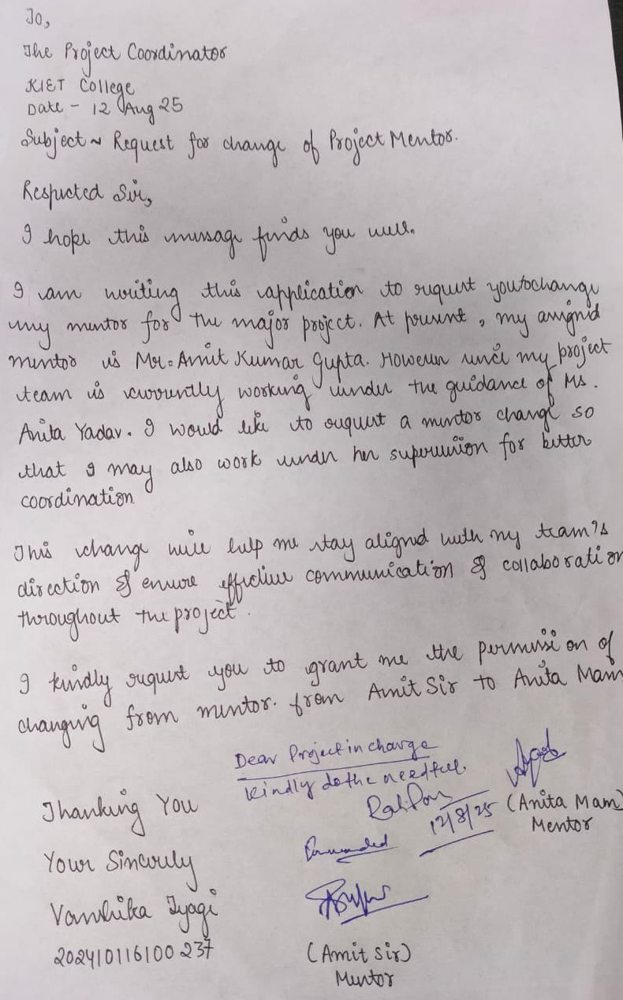 To,
The Project Coordinator
KIET College
Date - 12 Aug 25
Subject ~ Request for change of Project Mentor.
Respected Sir,
I hope this message finds you well.
I am writing this application to request you to change
my mentor for the major project. At present, my assigned
mentor is Mr. Amit Kumar Gupta. However since my project
team is currently working under the guidance of Ms.
Anita Yadav. I would like to request a mentor change so
that I may also work under her supervision for better
coordination
This change will help me stay aligned with my team's
direction & ensure effective communication & collaboration
throughout the project.
I kindly request you to grant me the permission of
changing from mentor. from Amit Sir to Anita Mam
Dear Project in charge
kindly do the needful
12/8/25
(Anita Mam)
Mentor
Forwarded
Thanking You
Your Sincerely
Vanshika Tyagi
202410116100237
(Amit Sir)
Mentor